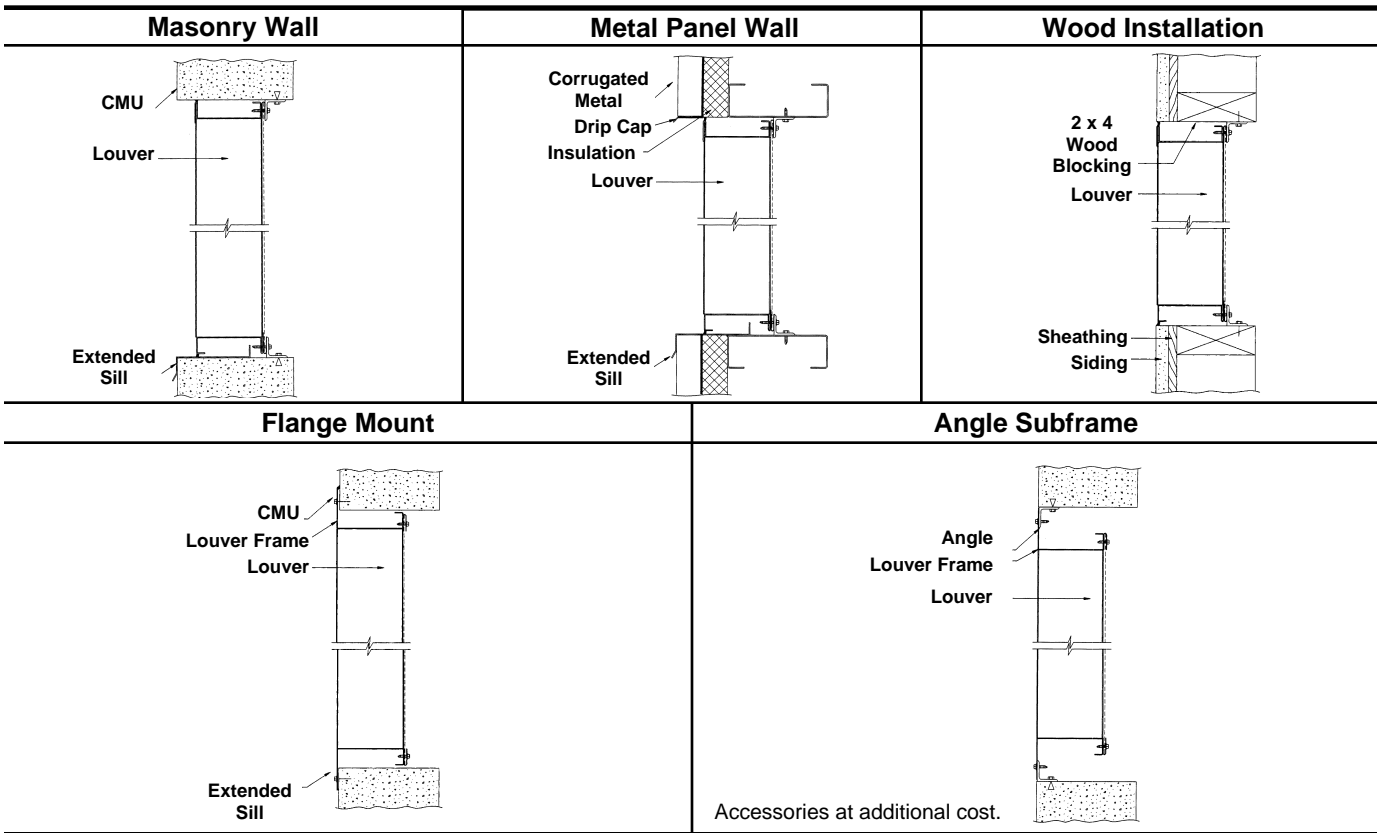 Masonry Wall
CMU
Louver
Extended
Sill
Metal Panel Wall
Corrugated
Metal
Drip Cap
Insulation
Louver
Extended
Sill
Wood Installation
2 x 4
Wood
Blocking
Louver
Sheathing
Siding
Flange Mount
CMU
Louver Frame
Louver
Extended
Sill
Angle Subframe
Angle
Louver Frame
Louver
Accessories at additional cost.